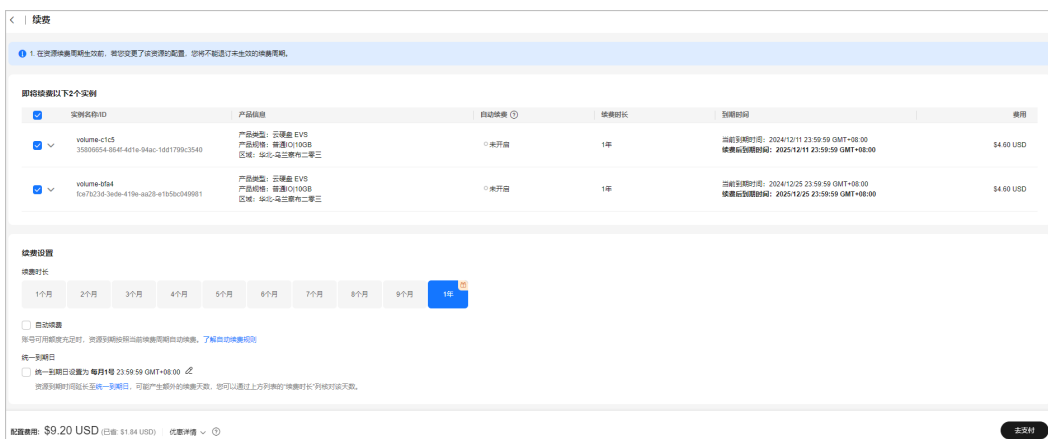 续费
1. 在资源续费周期生效前，若您变更了该资源的配置，您将不能退订未生效的续费周期。
即将续费以下2个实例
实例名称/ID 产品信息 自动续费 续费时长 到期时间 费用
volume-c1c5
35806854-864f-4d1e-94ac-1dd1799c3540
产品类型：云硬盘 EVS
产品规格：普通IO|10GB
区域：华北-乌兰察布二零三
未开启
1年
当前到期时间：2024/12/11 23:59:59 GMT+08:00
续费后到期时间：2025/12/11 23:59:59 GMT+08:00
$4.60 USD
volume-bfa4
fce7b23d-3ede-419e-aa28-e1b5bc049981
产品类型：云硬盘 EVS
产品规格：普通IO|10GB
区域：华北-乌兰察布二零三
未开启
1年
当前到期时间：2024/12/25 23:59:59 GMT+08:00
续费后到期时间：2025/12/25 23:59:59 GMT+08:00
$4.60 USD
续费设置
续费时长
1个月 2个月 3个月 4个月 5个月 6个月 7个月 8个月 9个月 1年
自动续费
账号可用额度充足时，资源到期按照当前续费周期自动续费。了解自动续费规则
统一到期日
统一到期日设置为 每月1号 23:59:59 GMT+08:00
资源到期时间延长至统一到期日，可能产生额外的续费天数，您可以通过上方列表的“续费时长”列核对该天数。
配置费用: $9.20 USD (已省: $1.84 USD) 优惠详情
去支付